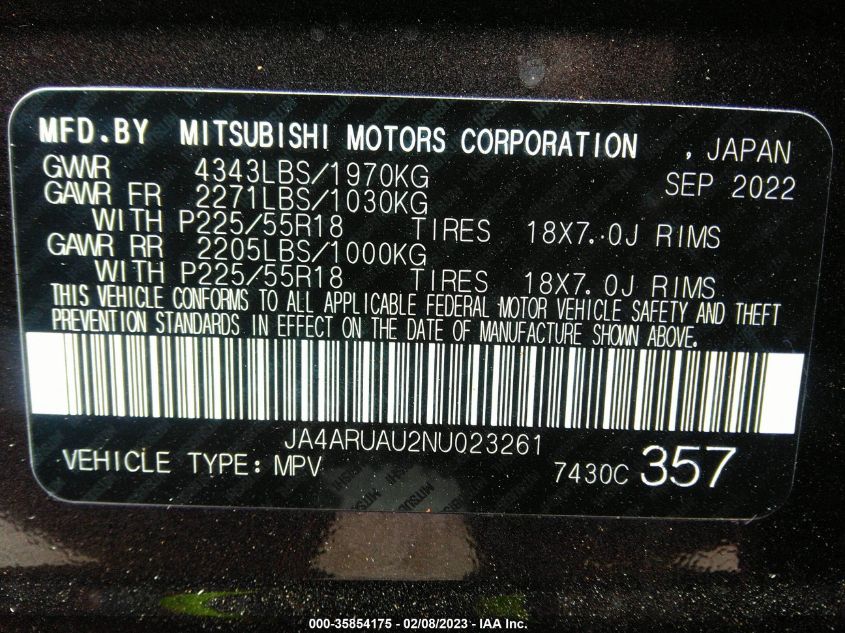 MFD.BY MITSUBISHI MOTORS CORPORATION , JAPAN
GVWR 4343LBS/1970KG SEP 2022
GAWR FR 2271LBS/1030KG
WITH P225/55R18 TIRES 18X7.0J RIMS
GAWR RR 2205LBS/1000KG
WITH P225/55R18 TIRES 18X7.0J RIMS
THIS VEHICLE CONFORMS TO ALL APPLICABLE FEDERAL MOTOR VEHICLE SAFETY AND THEFT
PREVENTION STANDARDS IN EFFECT ON THE DATE OF MANUFACTURE SHOWN ABOVE.
JA4ARUAU2NU023261
VEHICLE TYPE: MPV 7430C 357
000-35854175 - 02/08/2023 - IAA Inc.